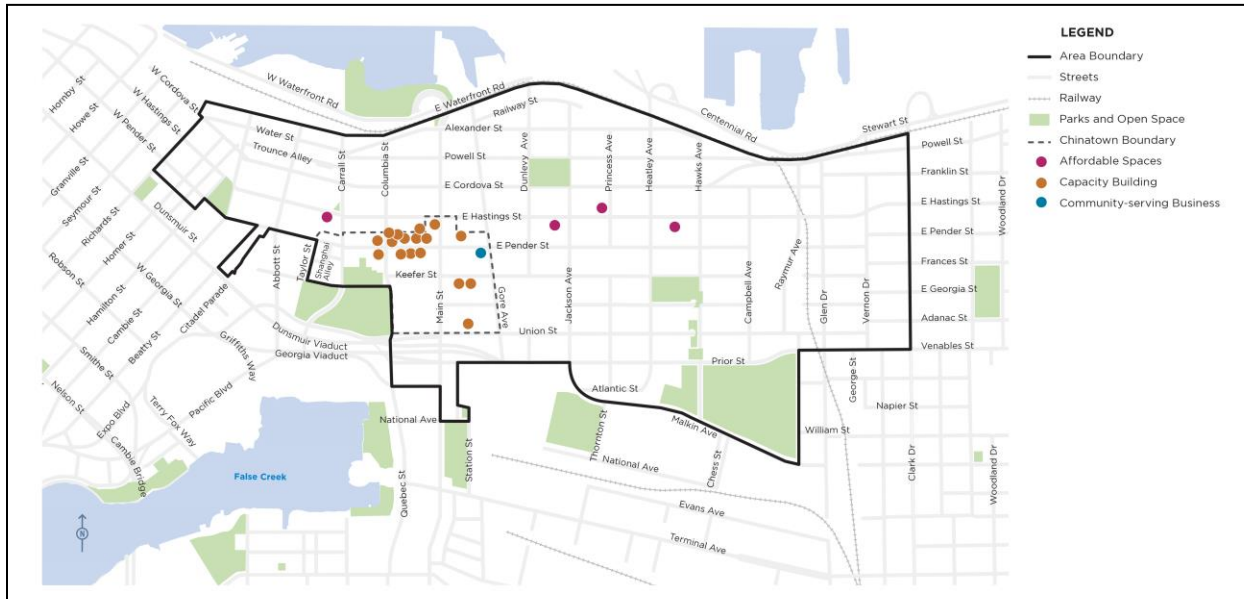 LEGEND
Area Boundary
Streets
Railway
Parks and Open Space
Chinatown Boundary
Affordable Spaces
Capacity Building
Community-serving Business
Hornby St
Howe St
W Cordova St
W Hastings St
W Pender St
W Waterfront Rd
E Waterfront Rd
Railway St
Centennial Rd
Stewart St
Water St
Trounce Alley
Alexander St
Powell St
Powell St
Carrall St
Columbia St
Dunlevy Ave
Princess Ave
Heatley Ave
Hawks Ave
Franklin St
E Cordova St
Granville St
Seymour St
Richards St
Homer St
Dunsmuir St
E Hastings St
E Hastings St
Woodland Dr
E Pender St
E Pender St
Robson St
Hamilton St
Cambie St
Beatty St
W Georgia St
Citadel Parade
Abbott St
Taylor St
Shanghai
Alley
Keefer St
Main St
Gore Ave
Jackson Ave
Campbell Ave
Raymur Ave
Glen Dr
Vernon Dr
Frances St
E Georgia St
Adanac St
Union St
Venables St
Smithe St
Nelson St
Expo Blvd
Terry Fox Way
Pacific Blvd
Griffiths Way
Dunsmuir Viaduct
Georgia Viaduct
Prior St
Atlantic St
George St
Napier St
Cambie Bridge
National Ave
Malkin Ave
William St
Thornton St
National Ave
Chess St
Station St
Quebec St
Clark Dr
Woodland Dr
False Creek
Evans Ave
Terminal Ave
N